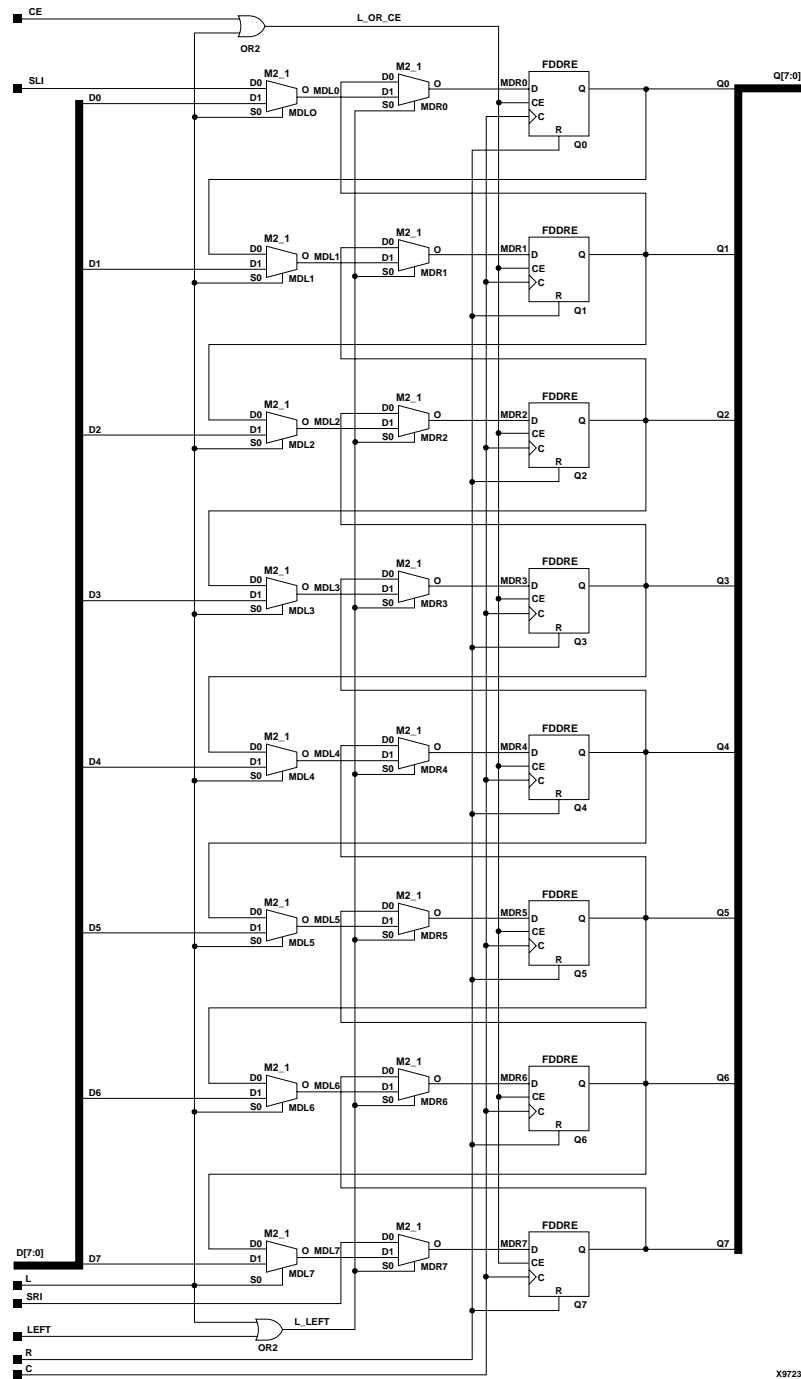 CE
L_OR_CE
OR2
FDDRE
Q[7:0]
M2_1
M2_1
SLI
D0
D0
D1
S0
O
MDL0
MDLO
D0
D1
S0
O
MDR0
MDR0
D
CE
C
Q
R
Q0
Q0
M2_1
M2_1
FDDRE
D1
D0
D1
S0
O
MDL1
MDL1
D0
D1
S0
O
MDR1
MDR1
D
CE
C
Q
R
Q1
Q1
M2_1
M2_1
FDDRE
D2
D0
D1
S0
O
MDL2
MDL2
D0
D1
S0
O
MDR2
MDR2
D
CE
C
Q
R
Q2
Q2
M2_1
M2_1
FDDRE
D3
D0
D1
S0
O
MDL3
MDL3
D0
D1
S0
O
MDR3
MDR3
D
CE
C
Q
R
Q3
Q3
M2_1
M2_1
FDDRE
D4
D0
D1
S0
O
MDL4
MDL4
D0
D1
S0
O
MDR4
MDR4
D
CE
C
Q
R
Q4
Q4
M2_1
M2_1
FDDRE
D5
D0
D1
S0
O
MDL5
MDL5
D0
D1
S0
O
MDR5
MDR5
D
CE
C
Q
R
Q5
Q5
M2_1
M2_1
FDDRE
D6
D0
D1
S0
O
MDL6
MDL6
D0
D1
S0
O
MDR6
MDR6
D
CE
C
Q
R
Q6
Q6
M2_1
M2_1
FDDRE
D[7:0]
D7
D0
D1
S0
O
MDL7
MDL7
D0
D1
S0
O
MDR7
MDR7
D
CE
C
Q
R
Q7
Q7
L
SRI
LEFT
L_LEFT
OR2
R
C
X9723